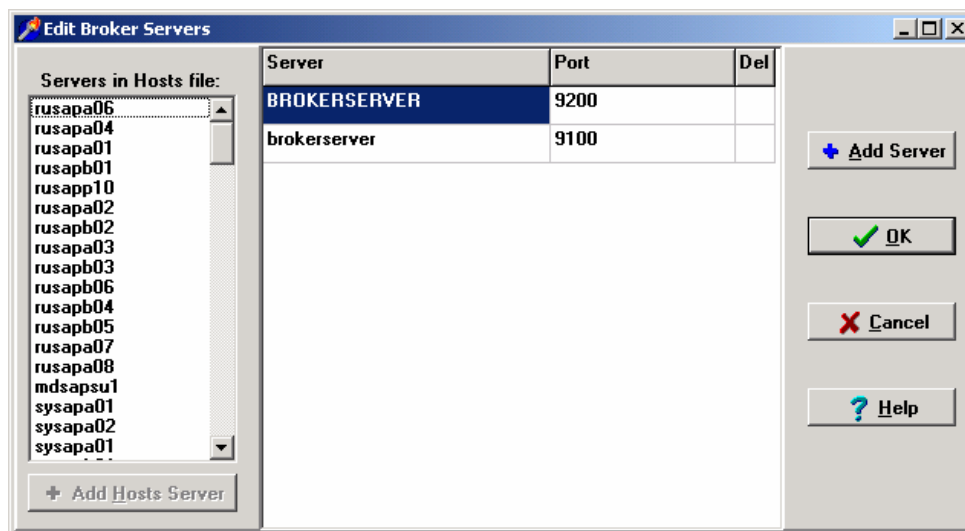 Edit Broker Servers
Servers in Hosts file:
rusapa06
rusapa04
rusapa01
rusapb01
rusapp10
rusapa02
rusapb02
rusapa03
rusapb03
rusapb06
rusapb04
rusapb05
rusapa07
rusapa08
mdsapsu1
sysapa01
sysapa02
sysapa01
Add Hosts Server
Server Port Del
BROKERSERVER 9200
brokerserver 9100
Add Server
OK
Cancel
Help